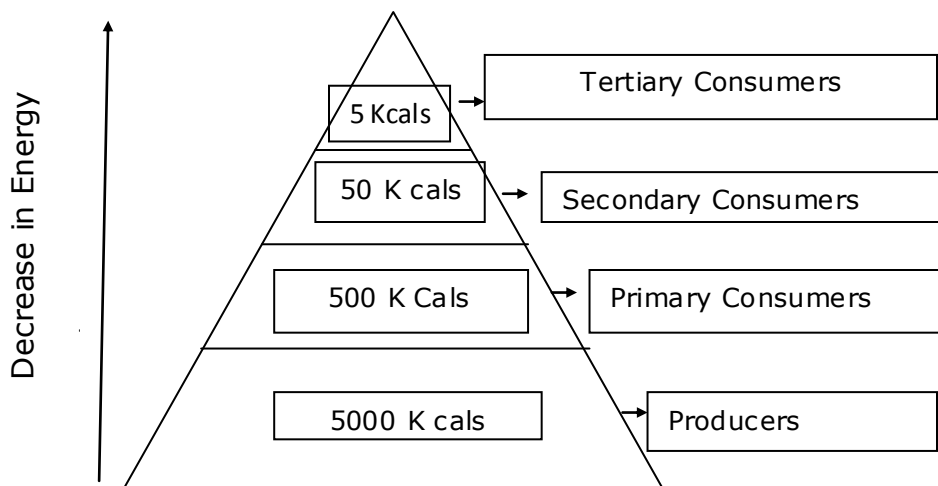 Decrease in Energy
5 Kcals
Tertiary Consumers
50 K cals
Secondary Consumers
500 K Cals
Primary Consumers
5000 K cals
Producers